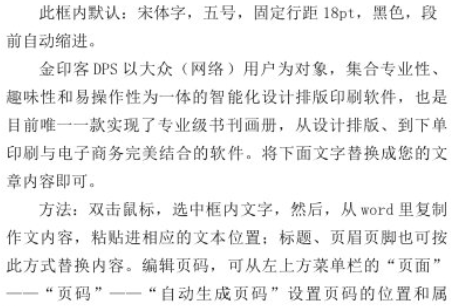 此框内默认：宋体字，五号，固定行距 18pt，黑色，段
前自动缩进。
金印客 DPS 以大众（网络）用户为对象，集合专业性、
趣味性和易操作性为一体的智能化设计排版印刷软件，也是
目前唯一一款实现了专业级书刊画册，从设计排版、到下单
印刷与电子商务完美结合的软件。将下面文字替换成您的文
章内容即可。
方法：双击鼠标，选中框内文字，然后，从 word 里复制
作文内容，粘贴进相应的文本位置；标题、页眉页脚也可按
此方式替换内容。编辑页码，可从左上方菜单栏的“页面”
——“页码”——“自动生成页码”设置页码的位置和属